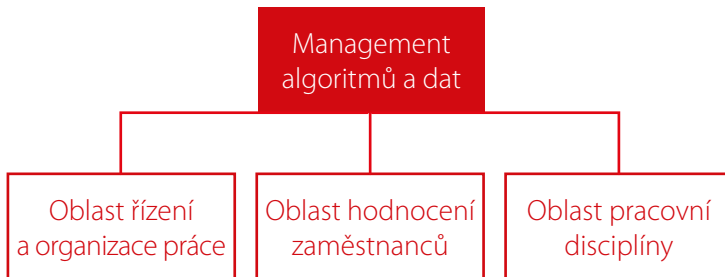 Management
algoritmů a dat
Oblast řízení
a organizace práce
Oblast hodnocení
zaměstnanců
Oblast pracovní
disciplíny